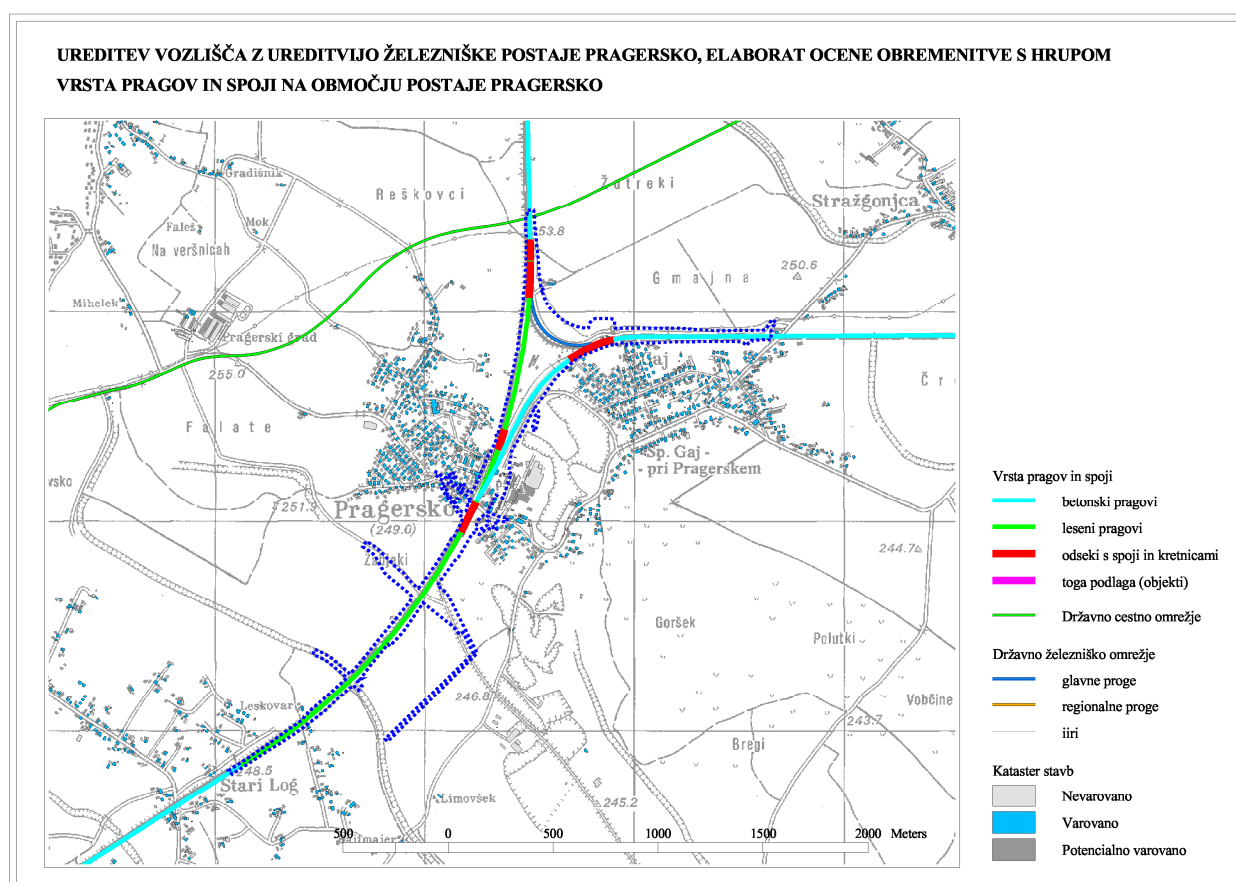 UREDITEV VOZLIŠČA Z UREDITVIJO ŽELEZNIŠKE POSTAJE PRAGERSKO, ELABORAT OCENE OBREMENITVE S HRUPOM
VRSTA PRAGOV IN SPOJI NA OBMOČJU POSTAJE PRAGERSKO
Gradišnik
Reškovci
Žutreki
Stražgonjca
Falež
Mok
53.8
Na veršnicah
Gmajna
250.6
Mihelek
Pragerski grad
255.0
Gaj
Črc
Falate
Sp. Gaj -
- pri Pragerskem
vsko
251.9
Pragersko
(249.0)
244.7
Zanjeki
Goršek
Polutki
246.8
Leskovar
Vobčine
243.7
Bregi
248.5
Stari Log
Limovšek
245.2
500 0 500 1000 1500 2000 Meters
Vrsta pragov in spoji
betonski pragovi
leseni pragovi
odseki s spoji in kretnicami
toga podlaga (objekti)
Državno cestno omrežje
Državno železniško omrežje
glavne proge
regionalne proge
iiri
Kataster stavb
Nevarovano
Varovano
Potencialno varovano